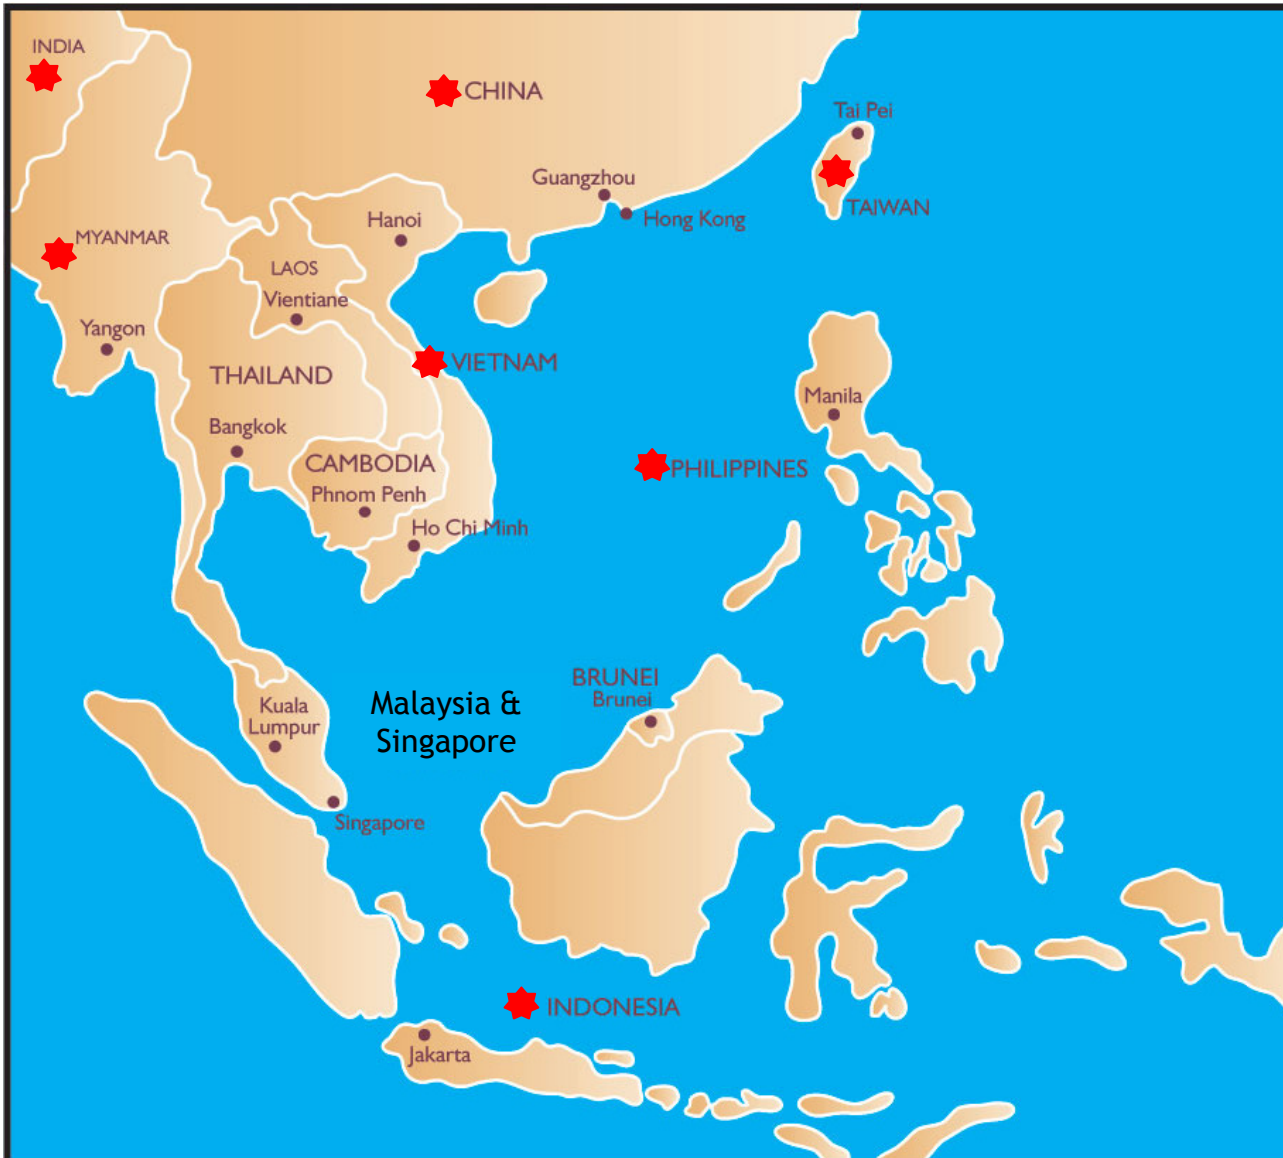 INDIA
CHINA
Tai Pei
Guangzhou
TAIWAN
Hong Kong
Hanoi
MYANMAR
LAOS
Vientiane
Yangon
VIETNAM
THAILAND
Manila
Bangkok
CAMBODIA
PHILIPPINES
Phnom Penh
Ho Chi Minh
BRUNEI
Brunei
Malaysia &
Singapore
Kuala
Lumpur
Singapore
INDONESIA
Jakarta